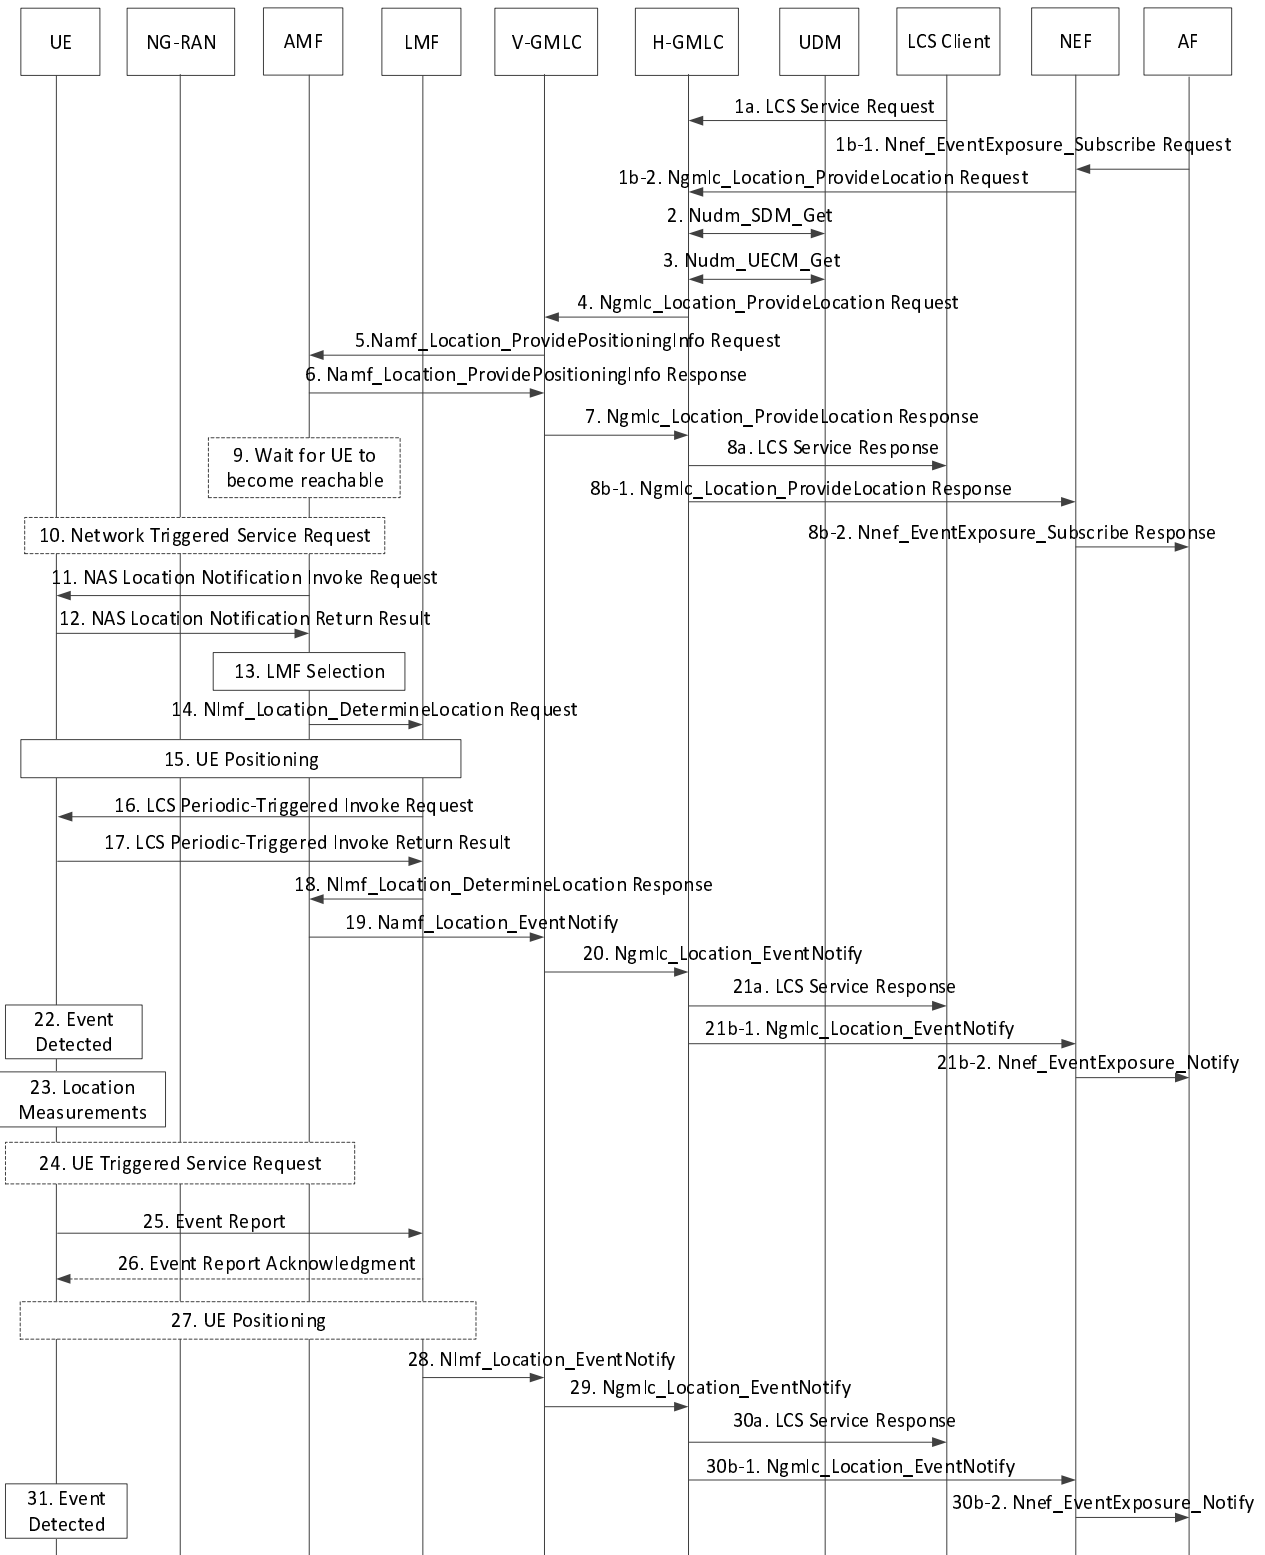 UE
NG-RAN
AMF
LMF
V-GMLC
H-GMLC
UDM
LCS Client
NEF
AF
1a. LCS Service Request
1b-1. Nnef_EventExposure_Subscribe Request
1b-2. Ngmlc_Location_ProvideLocation Request
2. Nudm_SDM_Get
3. Nudm_UECM_Get
4. Ngmlc_Location_ProvideLocation Request
5.Namf_Location_ProvidePositioningInfo Request
6. Namf_Location_ProvidePositioningInfo Response
7. Ngmlc_Location_ProvideLocation Response
8a. LCS Service Response
9. Wait for UE to
become reachable
8b-1. Ngmlc_Location_ProvideLocation Response
8b-2. Nnef_EventExposure_Subscribe Response
10. Network Triggered Service Request
11. NAS Location Notification Invoke Request
12. NAS Location Notification Return Result
13. LMF Selection
14. Nlmf_Location_DetermineLocation Request
15. UE Positioning
16. LCS Periodic-Triggered Invoke Request
17. LCS Periodic-Triggered Invoke Return Result
18. Nlmf_Location_DetermineLocation Response
19. Namf_Location_EventNotify
20. Ngmlc_Location_EventNotify
21a. LCS Service Response
22. Event
Detected
21b-1. Ngmlc_Location_EventNotify
21b-2. Nnef_EventExposure_Notify
23. Location
Measurements
24. UE Triggered Service Request
25. Event Report
26. Event Report Acknowledgment
27. UE Positioning
28. Nlmf_Location_EventNotify
29. Ngmlc_Location_EventNotify
30a. LCS Service Response
30b-1. Ngmlc_Location_EventNotify
30b-2. Nnef_EventExposure_Notify
31. Event
Detected